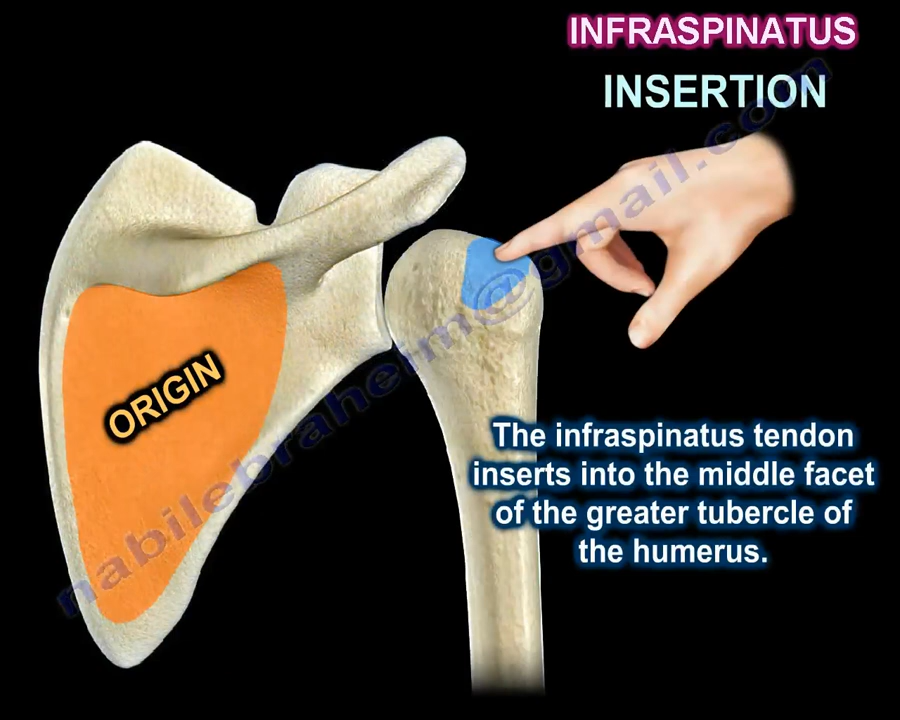 INFRASPINATUS
INSERTION
ORIGIN
The infraspinatus tendon
inserts into the middle facet
of the greater tubercle of
the humerus.
nabilebraheim@gmail.com